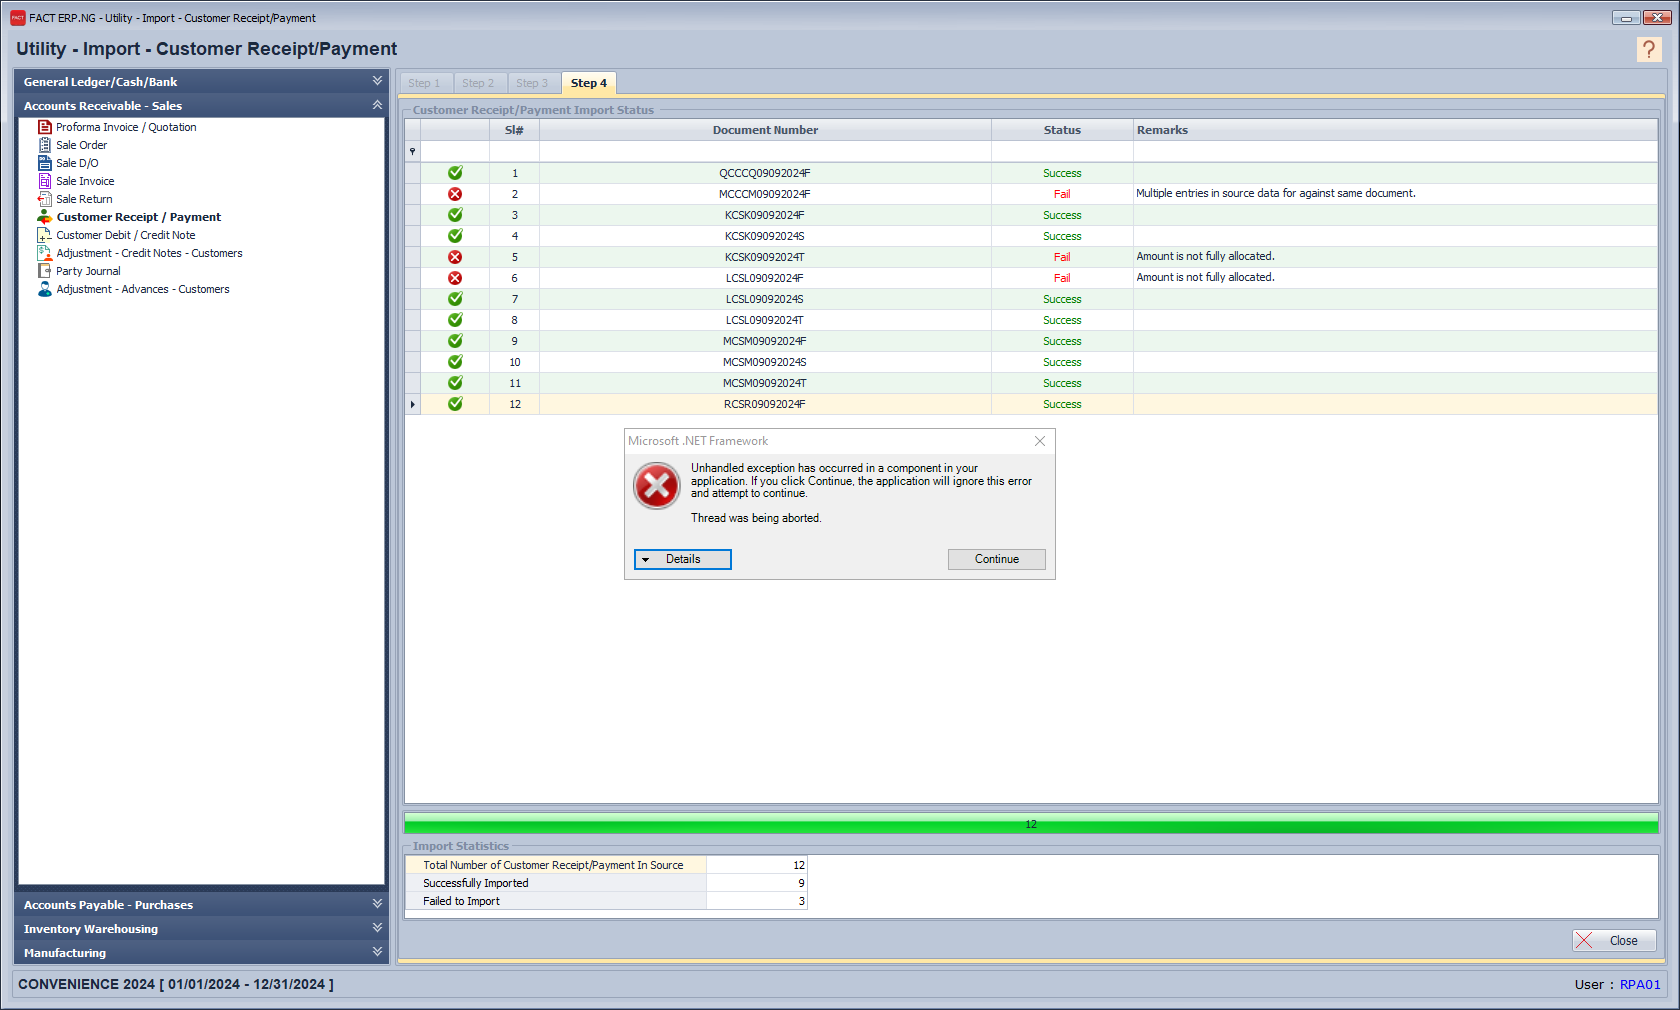 FACT ERP.NG - Utility - Import - Customer Receipt/Payment
Utility - Import - Customer Receipt/Payment
?
General Ledger/Cash/Bank
Accounts Receivable - Sales
Proforma Invoice / Quotation
Sale Order
Sale D/O
Sale Invoice
Sale Return
Customer Receipt / Payment
Customer Debit / Credit Note
Adjustment - Credit Notes - Customers
Party Journal
Adjustment - Advances - Customers
Accounts Payable - Purchases
Inventory Warehousing
Manufacturing
Step 1 Step 2 Step 3 Step 4
Customer Receipt/Payment Import Status
Sl# Document Number Status Remarks
1 QCCCQ09092024F Success
2 MCCCM09092024F Fail Multiple entries in source data for against same document.
3 KCSK09092024F Success
4 KCSK09092024S Success
5 KCSK09092024T Fail Amount is not fully allocated.
6 LCSL09092024F Fail Amount is not fully allocated.
7 LCSL09092024S Success
8 LCSL09092024T Success
9 MCSM09092024F Success
10 MCSM09092024S Success
11 MCSM09092024T Success
12 RCSR09092024F Success
Microsoft .NET Framework
Unhandled exception has occurred in a component in your
application. If you click Continue, the application will ignore this error
and attempt to continue.
Thread was being aborted.
Details Continue
12
Import Statistics
Total Number of Customer Receipt/Payment In Source 12
Successfully Imported 9
Failed to Import 3
Close
CONVENIENCE 2024 [ 01/01/2024 - 12/31/2024 ]
User : RPA01